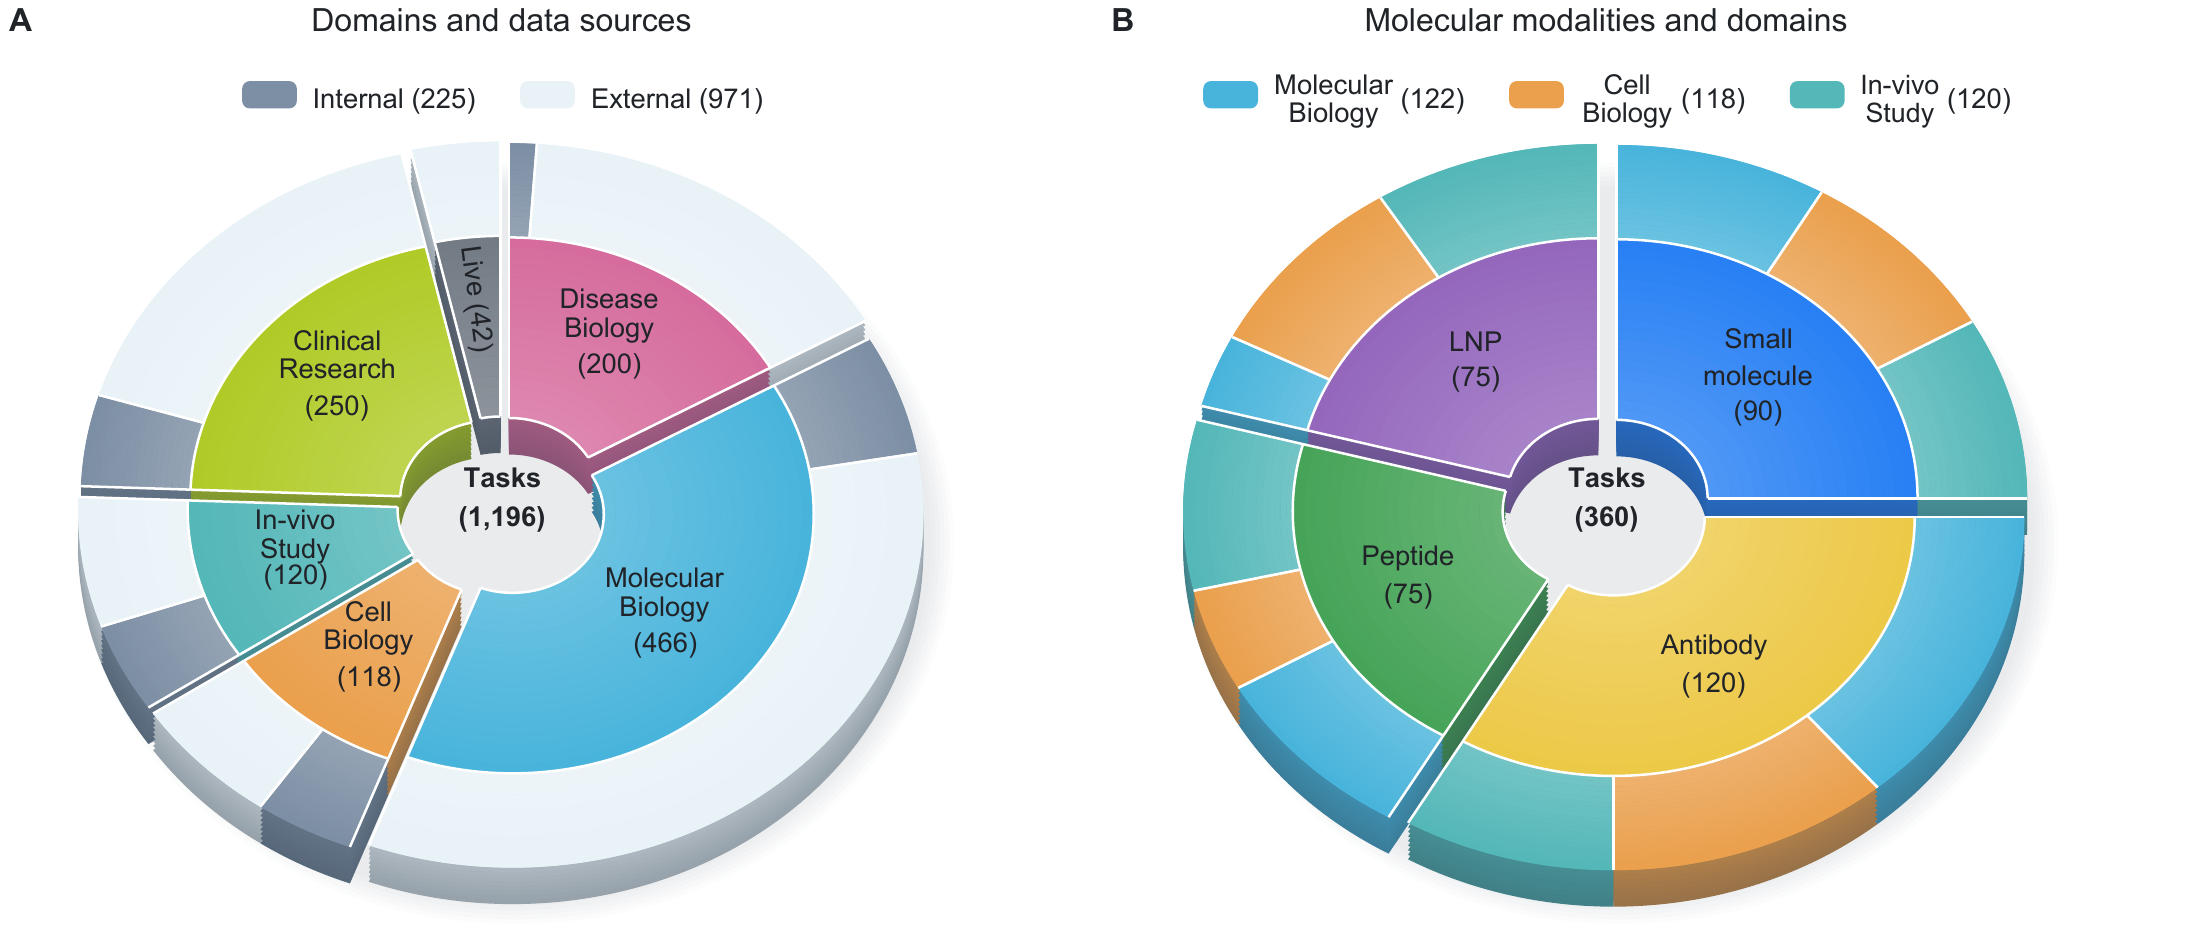 A
Domains and data sources
Internal (225)
External (971)
Live (42)
Disease
Biology
(200)
Clinical
Research
(250)
Tasks
(1,196)
In-vivo
Study
(120)
Cell
Biology
(118)
Molecular
Biology
(466)
B
Molecular modalities and domains
Molecular
Biology (122)
Cell
Biology (118)
In-vivo
Study (120)
LNP
(75)
Small
molecule
(90)
Tasks
(360)
Peptide
(75)
Antibody
(120)